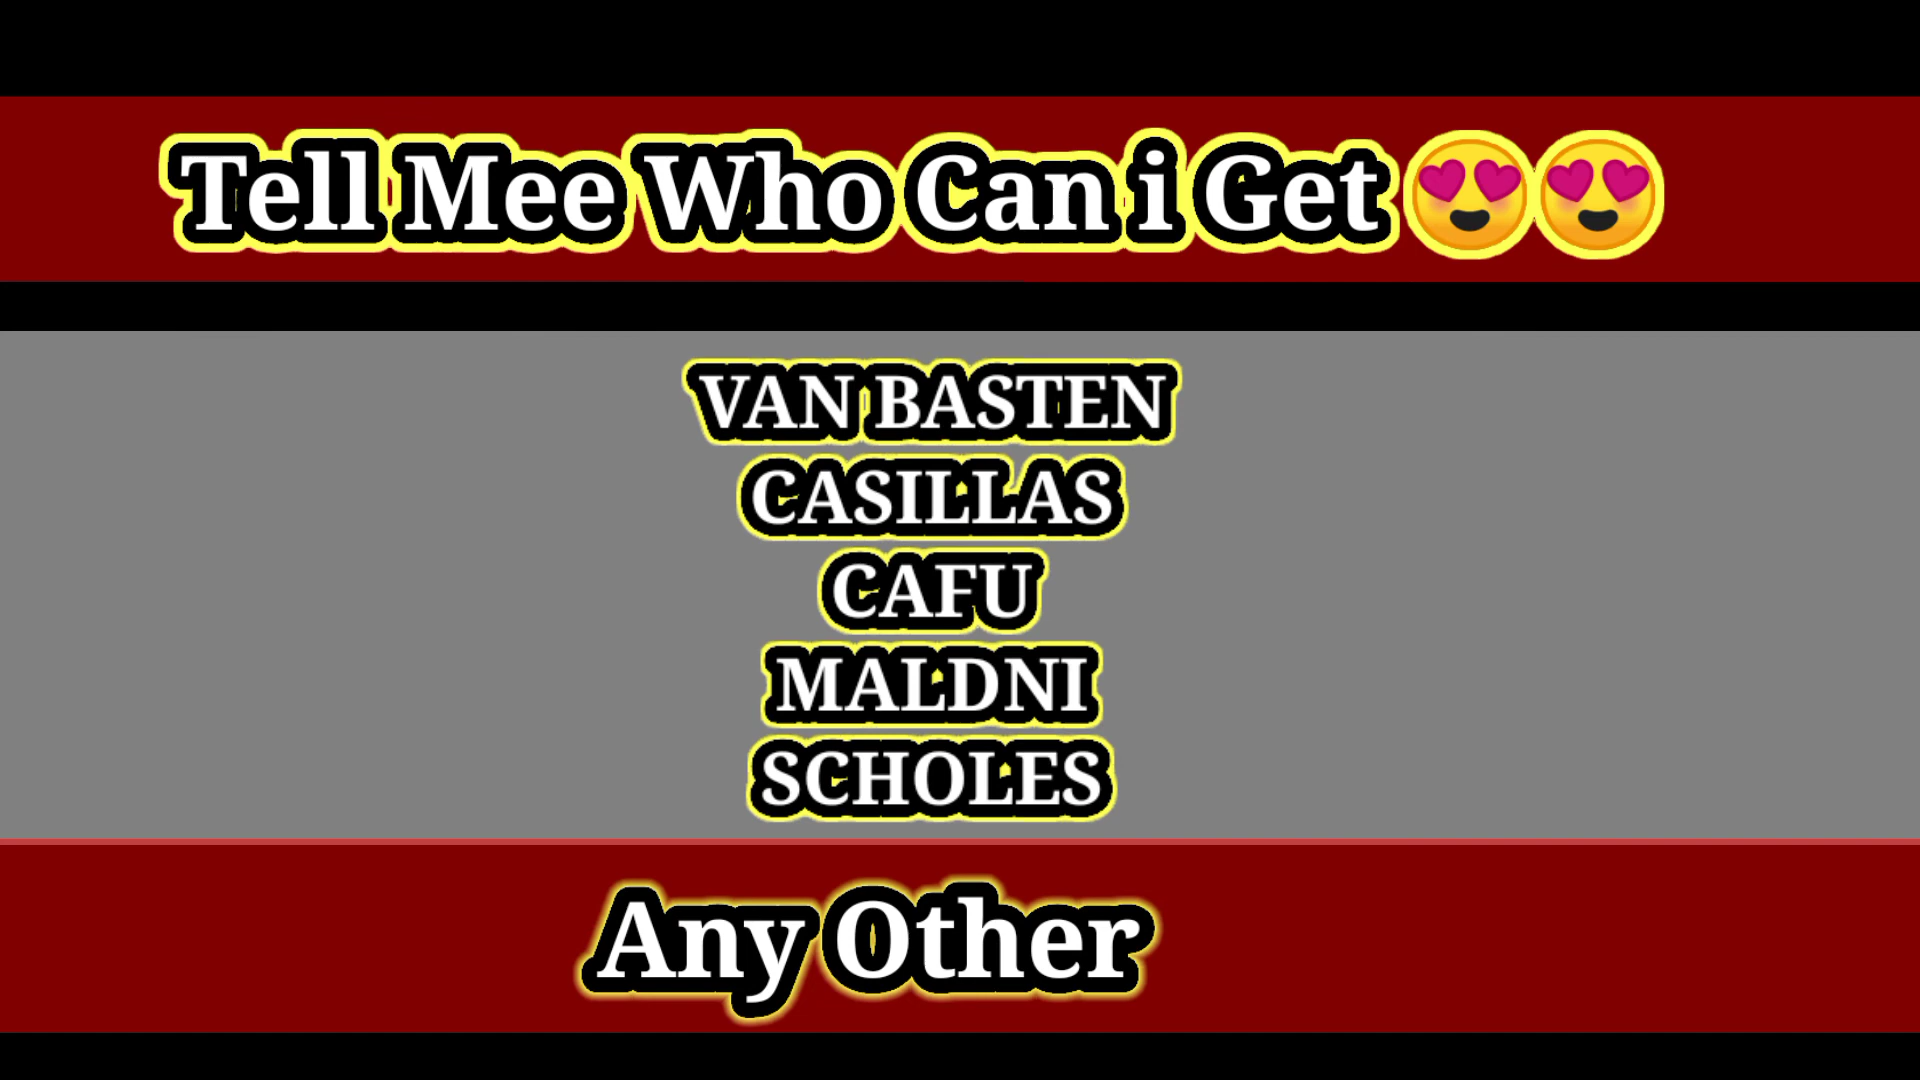 Tell Mee Who Can i Get 😍😍
VAN BASTEN
CASILLAS
CAFU
MALDNI
SCHOLES
Any Other